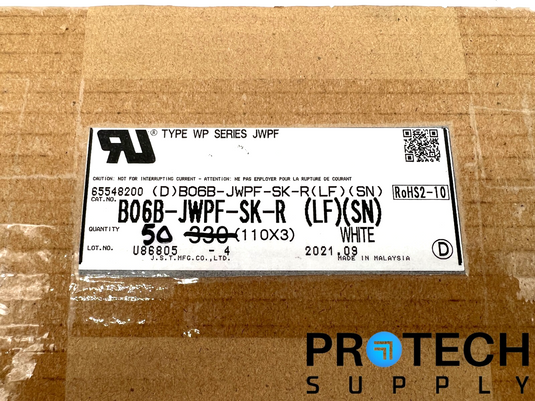 ® TYPE WP SERIES JWPF
CAUTION: NOT FOR INTERRUPTING CURRENT - ATTENTION: NE PAS EMPLOYER POUR LA RUPTURE DE COURANT
65548200 (D)B06B-JWPF-SK-R(LF)(SN) RoHS2-10
CAT.NO. B06B-JWPF-SK-R (LF)(SN)
QUANTITY 50 330 (110X3) WHITE
LOT.NO. U86805 - 4 2021.09 D
J.S.T.MFG.CO.,LTD. MADE IN MALAYSIA
PROTECH
SUPPLY